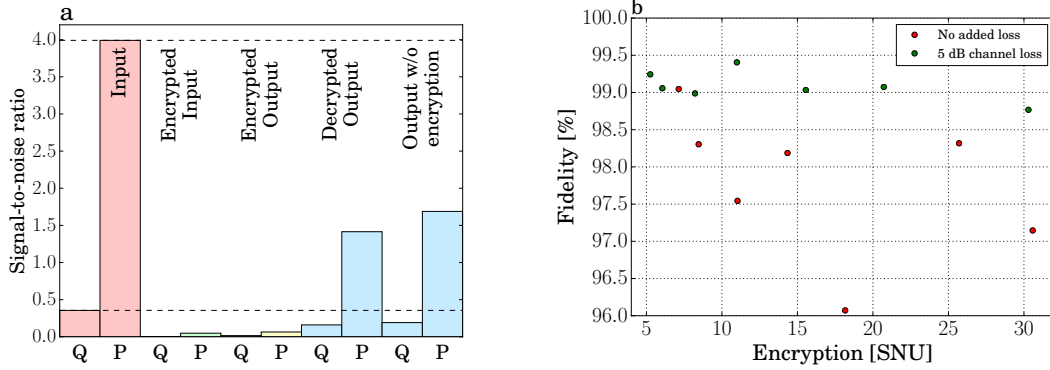 a
Signal-to-noise ratio
4.0
3.5
3.0
2.5
2.0
1.5
1.0
0.5
0.0
Input
Encrypted
Input
Encrypted
Output
Decrypted
Output
Output w/o
encryption
Q P Q P Q P Q P Q P
b
Fidelity [%]
100.0
99.5
99.0
98.5
98.0
97.5
97.0
96.5
96.0
No added loss
5 dB channel loss
5 10 15 20 25 30
Encryption [SNU]